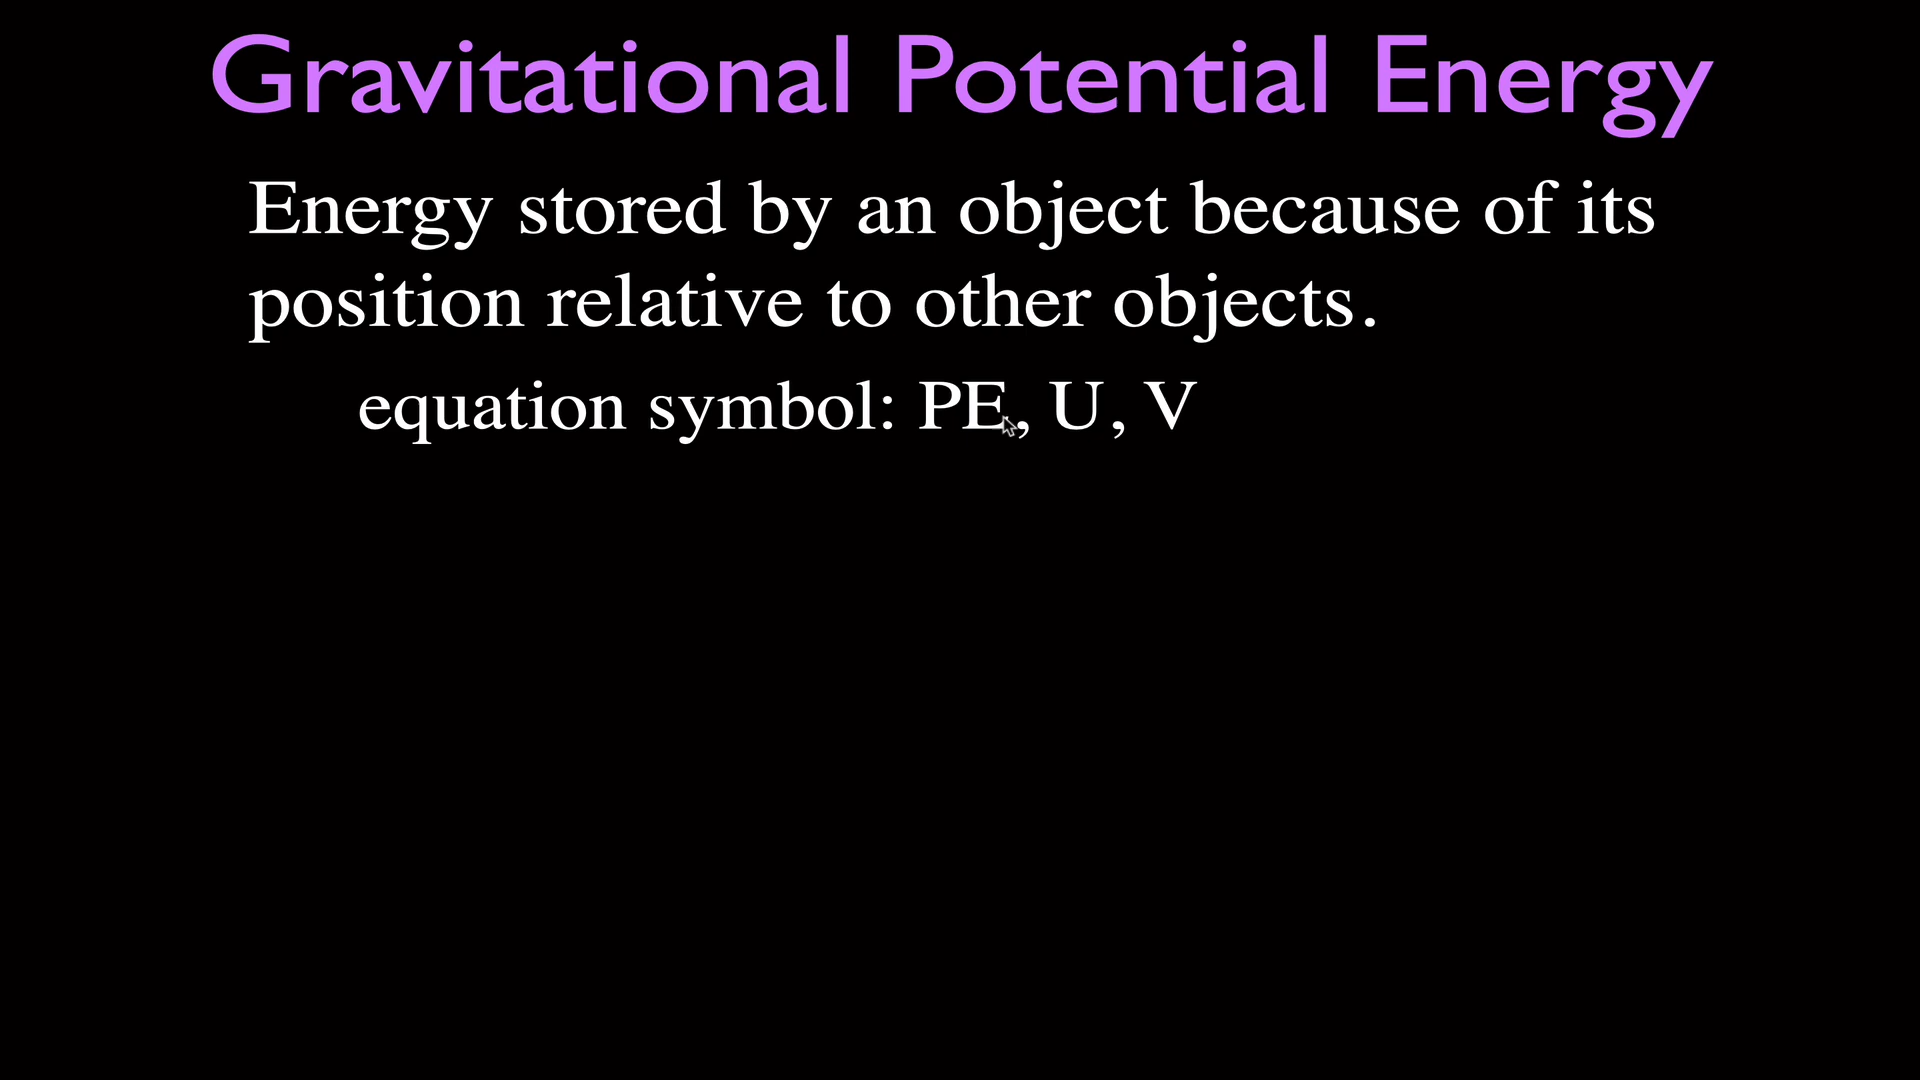 Gravitational Potential Energy
Energy stored by an object because of its
position relative to other objects.
equation symbol: PE, U, V